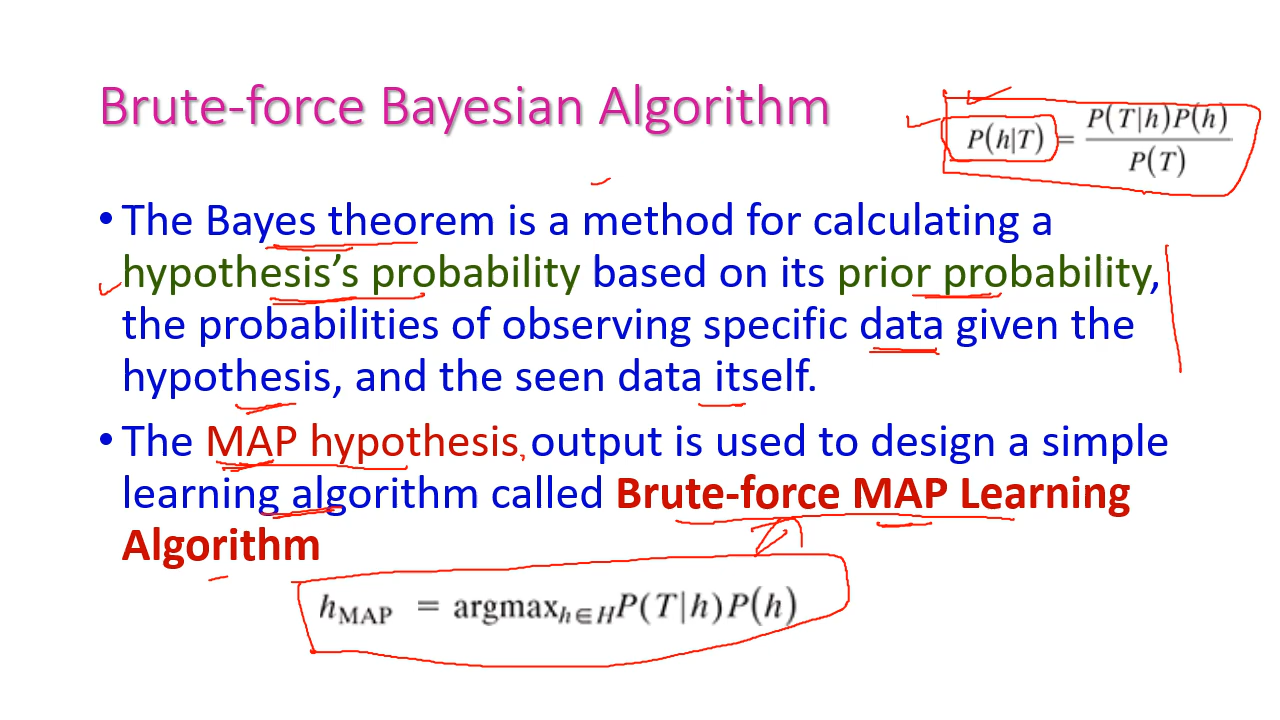 Brute-force Bayesian Algorithm
P(h|T) = P(T|h)P(h) / P(T)
• The Bayes theorem is a method for calculating a
hypothesis’s probability based on its prior probability,
the probabilities of observing specific data given the
hypothesis, and the seen data itself.
• The MAP hypothesis output is used to design a simple
learning algorithm called Brute-force MAP Learning
Algorithm
h_MAP = argmax_{h∈H} P(T|h)P(h)